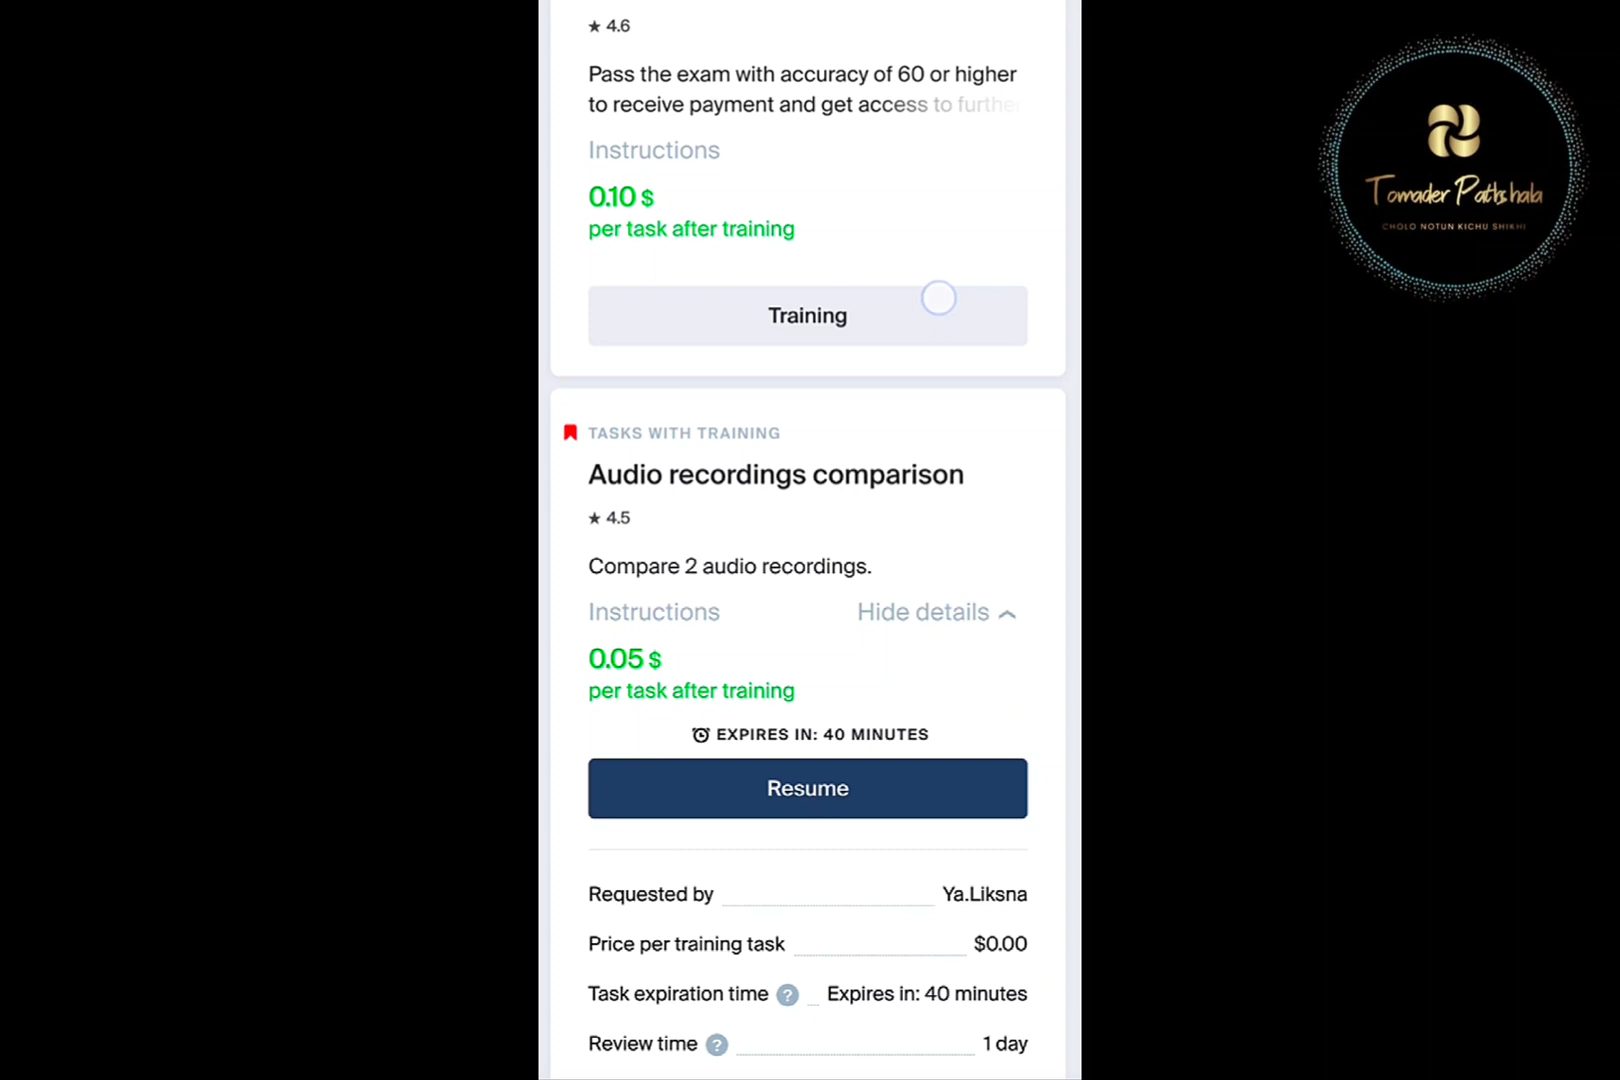 ★ 4.6
Pass the exam with accuracy of 60 or higher
to receive payment and get access to further
Instructions
0.10 $
per task after training
Training
TASKS WITH TRAINING
Audio recordings comparison
★ 4.5
Compare 2 audio recordings.
Instructions
Hide details
0.05 $
per task after training
EXPIRES IN: 40 MINUTES
Resume
Requested by Ya.Liksna
Price per training task $0.00
Task expiration time ? Expires in: 40 minutes
Review time ? 1 day
Tomader Pathshala
CHOLO NOTUN KICHU SHIKHI